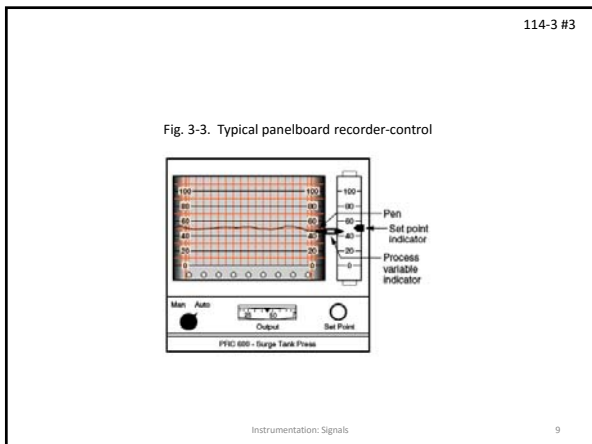 114-3 #3
Fig. 3-3. Typical panelboard recorder-control
100 100 100
80 80 80
60 60 60
40 40 40
20 20 20
0 0 0
Pen
Set point
indicator
Process
variable
indicator
Man Auto
25 50
Output
Set Point
PRC 600 - Surge Tank Press
Instrumentation: Signals
9